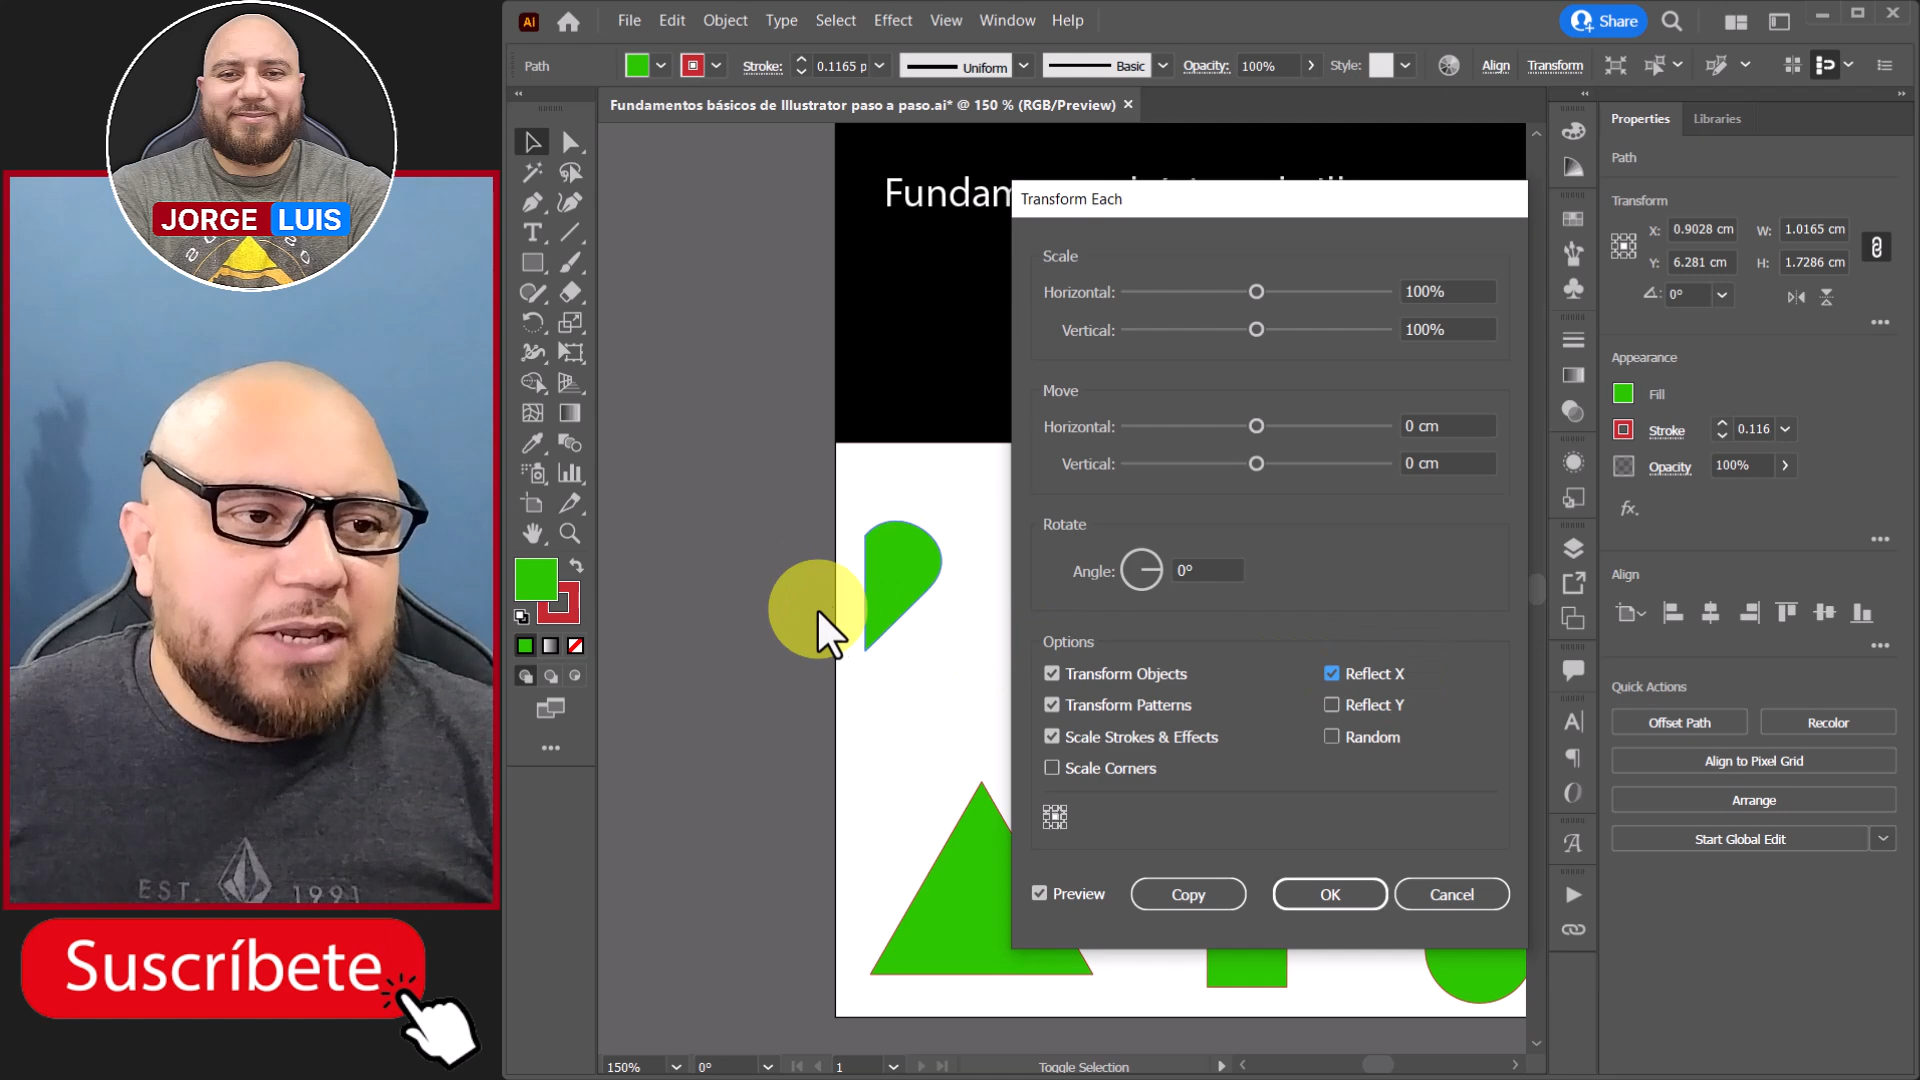 JORGE LUIS
EST. 1991
Suscríbete
Ai
File Edit Object Type Select Effect View Window Help
Share
Path
Stroke: 0.1165 p
Uniform
Basic
Opacity: 100%
Style:
Align
Transform
Fundamentos básicos de Illustrator paso a paso.ai* @ 150 % (RGB/Preview)
Transform Each
Scale
Horizontal: 100%
Vertical: 100%
Move
Horizontal: 0 cm
Vertical: 0 cm
Rotate
Angle: 0°
Options
Transform Objects
Reflect X
Transform Patterns
Reflect Y
Scale Strokes & Effects
Random
Scale Corners
Preview
Copy
OK
Cancel
150%
0°
1
Toggle Selection
Properties
Libraries
Path
Transform
X: 0.9028 cm W: 1.0165 cm
Y: 6.281 cm H: 1.7286 cm
0°
Appearance
Fill
Stroke 0.116
Opacity 100%
fx.
Align
Quick Actions
Offset Path
Recolor
Align to Pixel Grid
Arrange
Start Global Edit